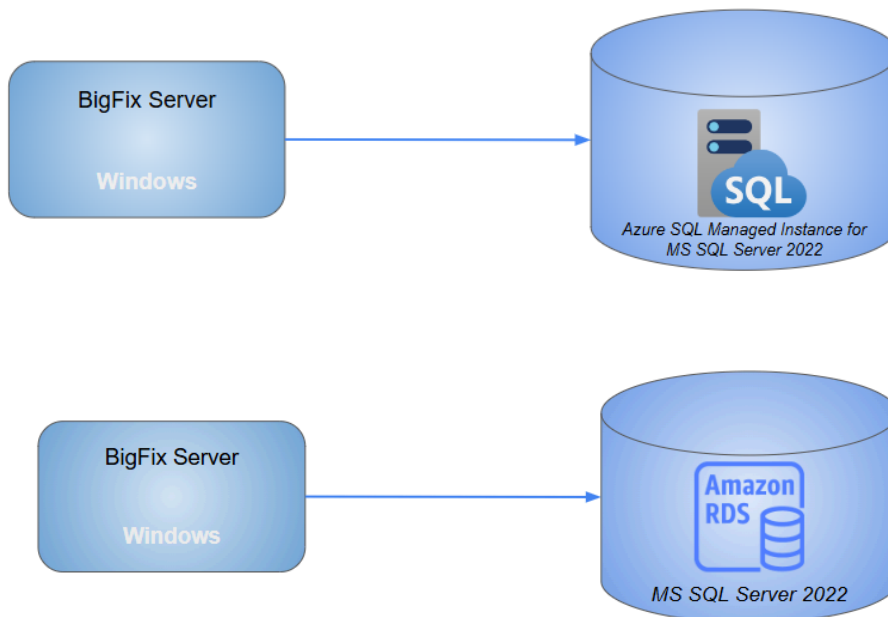 BigFix Server
Windows
SQL
Azure SQL Managed Instance for
MS SQL Server 2022
BigFix Server
Windows
Amazon
RDS
MS SQL Server 2022